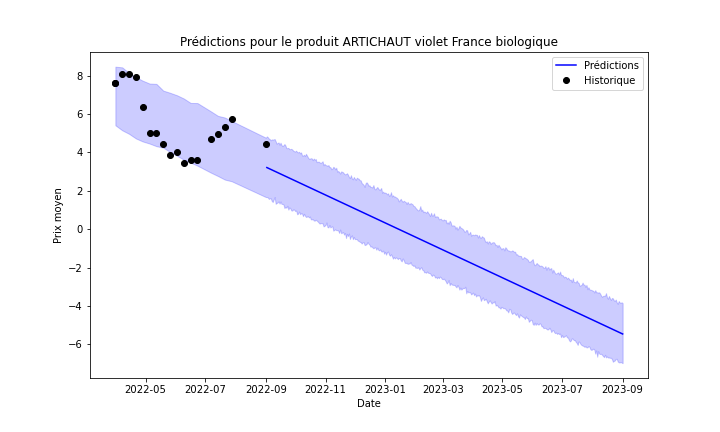 Prédictions pour le produit ARTICHAUT violet France biologique
Prédictions
Historique
Prix moyen
8
6
4
2
0
−2
−4
−6
2022-05 2022-07 2022-09 2022-11 2023-01 2023-03 2023-05 2023-07 2023-09
Date